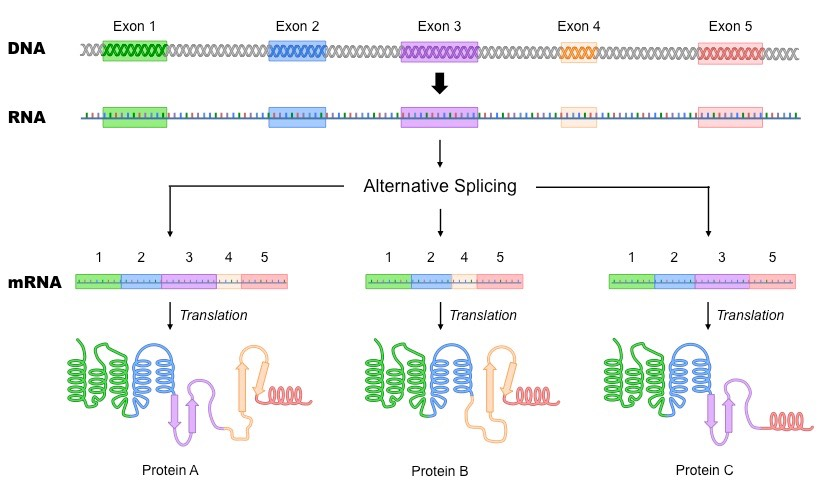 Exon 1 Exon 2 Exon 3 Exon 4 Exon 5
DNA
RNA
Alternative Splicing
1 2 3 4 5 1 2 4 5 1 2 3 5
mRNA
Translation Translation Translation
Protein A Protein B Protein C